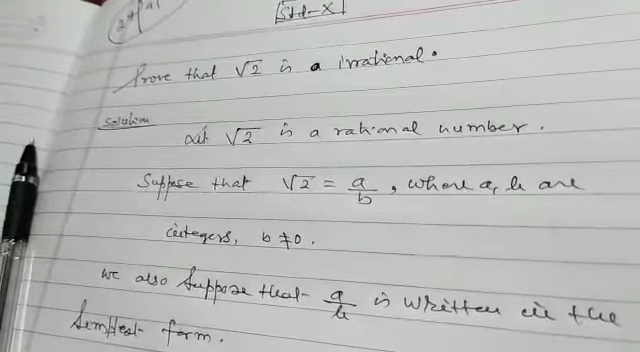 Std-X
Prove that √2 is a irrational.
Solution
Let √2 is a rational number.
Suppose that √2 = a/b, where a, b are
integers, b ≠ 0.
we also suppose that a/b is written in the
simplest form.